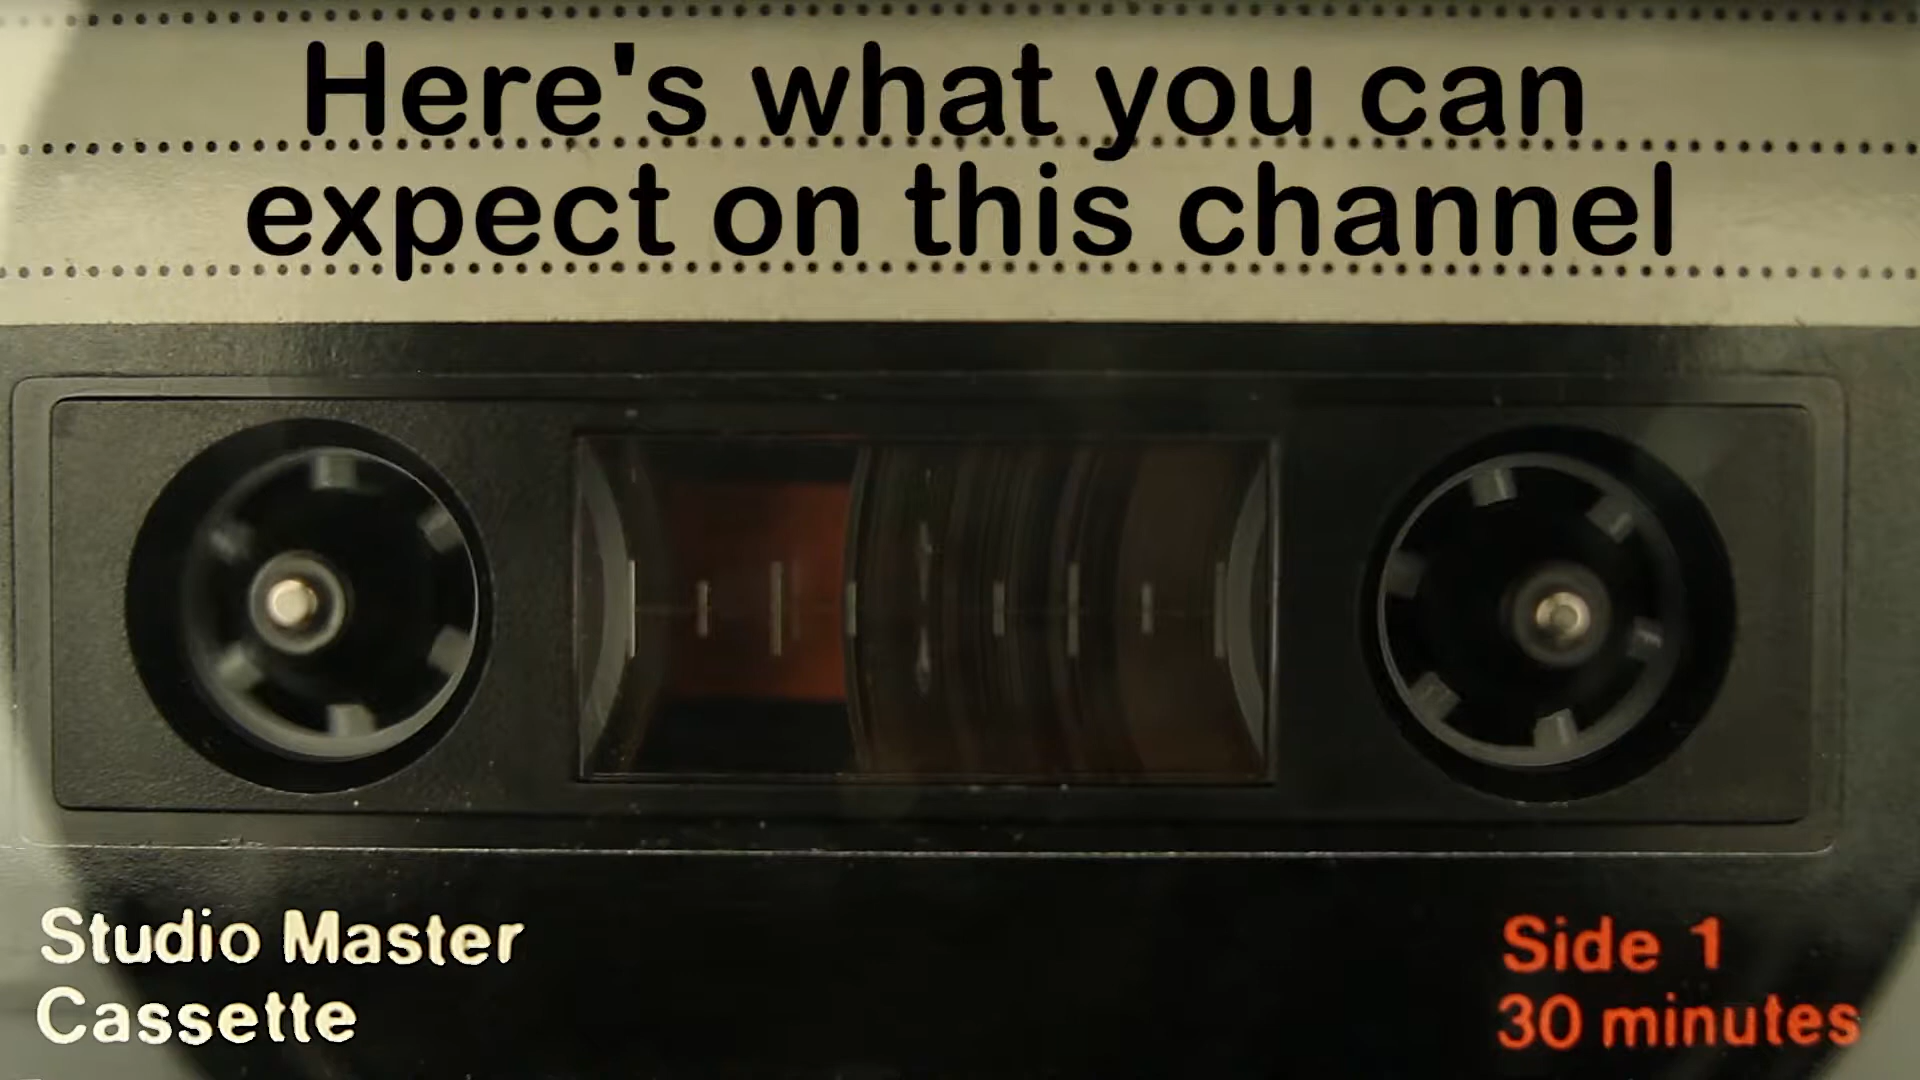 Here's what you can
expect on this channel
Studio Master
Cassette
Side 1
30 minutes